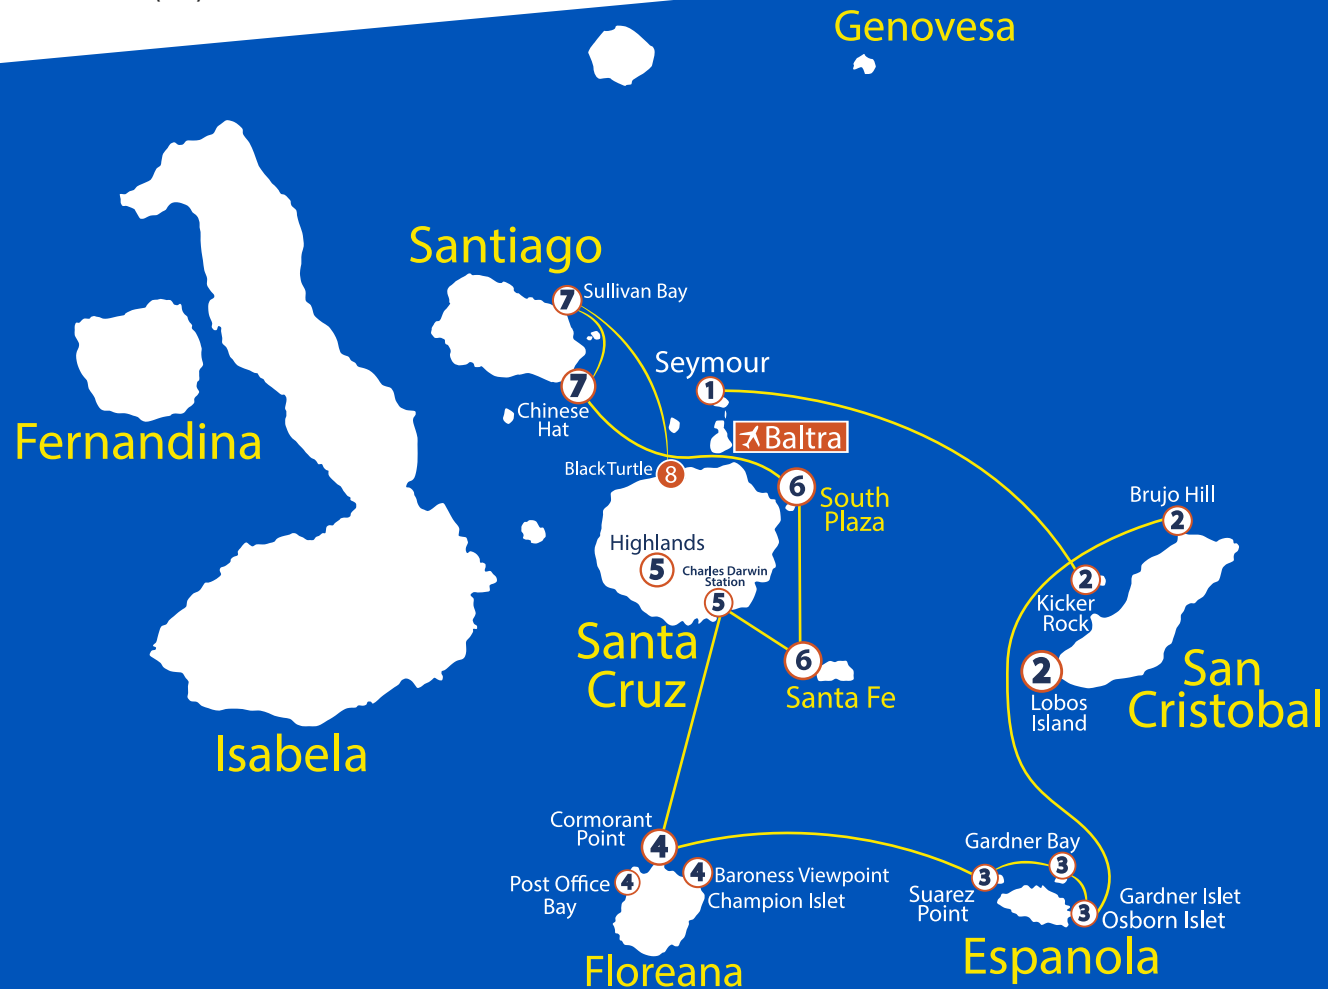 Genovesa
Santiago
7
Sullivan Bay
Seymour
1
7
Chinese
Hat
Baltra
Fernandina
Black Turtle
8
6
South
Plaza
Brujo Hill
2
Highlands
5
Charles Darwin
Station
5
2
Kicker
Rock
Santa
Cruz
6
Santa Fe
2
Lobos
Island
San
Cristobal
Isabela
Cormorant
Point
4
Gardner Bay
3
Post Office
Bay
4
4
Baroness Viewpoint
Champion Islet
3
Suarez
Point
3
Gardner Islet
Osborn Islet
Floreana
Espanola